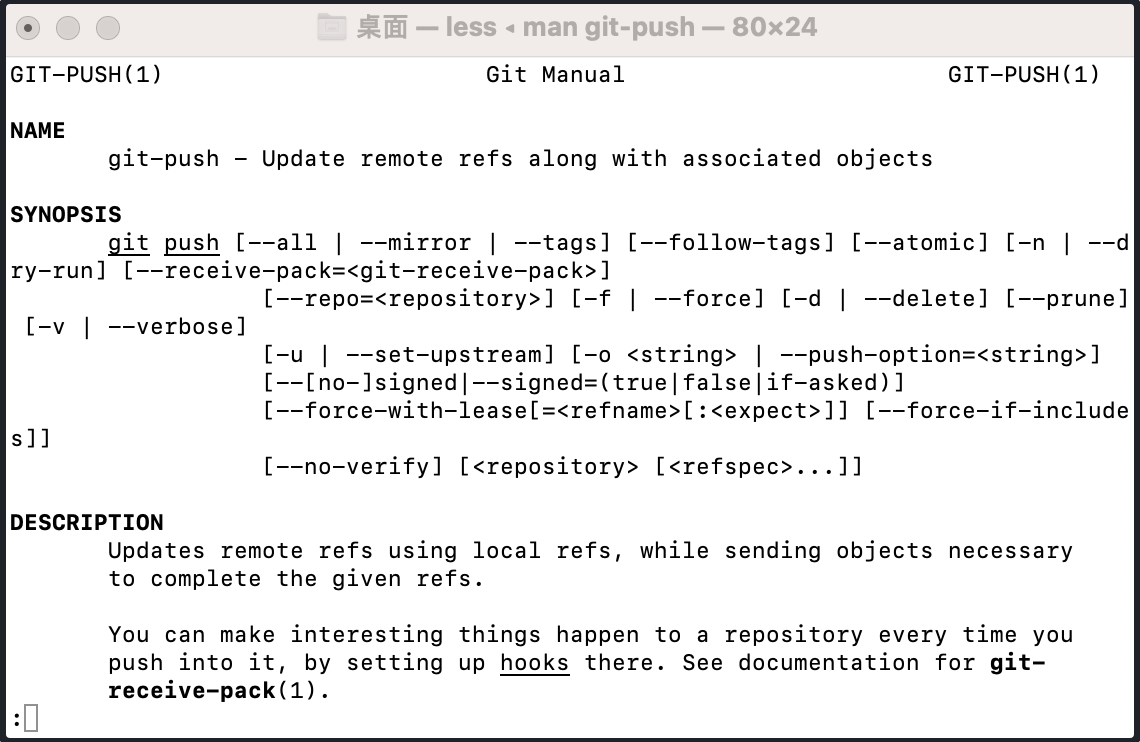 桌面 — less ◂ man git-push — 80×24
GIT-PUSH(1)                       Git Manual                       GIT-PUSH(1)
NAME
       git-push - Update remote refs along with associated objects
SYNOPSIS
       git push [--all | --mirror | --tags] [--follow-tags] [--atomic] [-n | --d
ry-run] [--receive-pack=<git-receive-pack>]
                  [--repo=<repository>] [-f | --force] [-d | --delete] [--prune]
 [-v | --verbose]
                  [-u | --set-upstream] [-o <string> | --push-option=<string>]
                  [--[no-]signed|--signed=(true|false|if-asked)]
                  [--force-with-lease[=<refname>[:<expect>]] [--force-if-include
s]]
                  [--no-verify] [<repository> [<refspec>...]]
DESCRIPTION
       Updates remote refs using local refs, while sending objects necessary
       to complete the given refs.
       You can make interesting things happen to a repository every time you
       push into it, by setting up hooks there. See documentation for git-
       receive-pack(1).
: